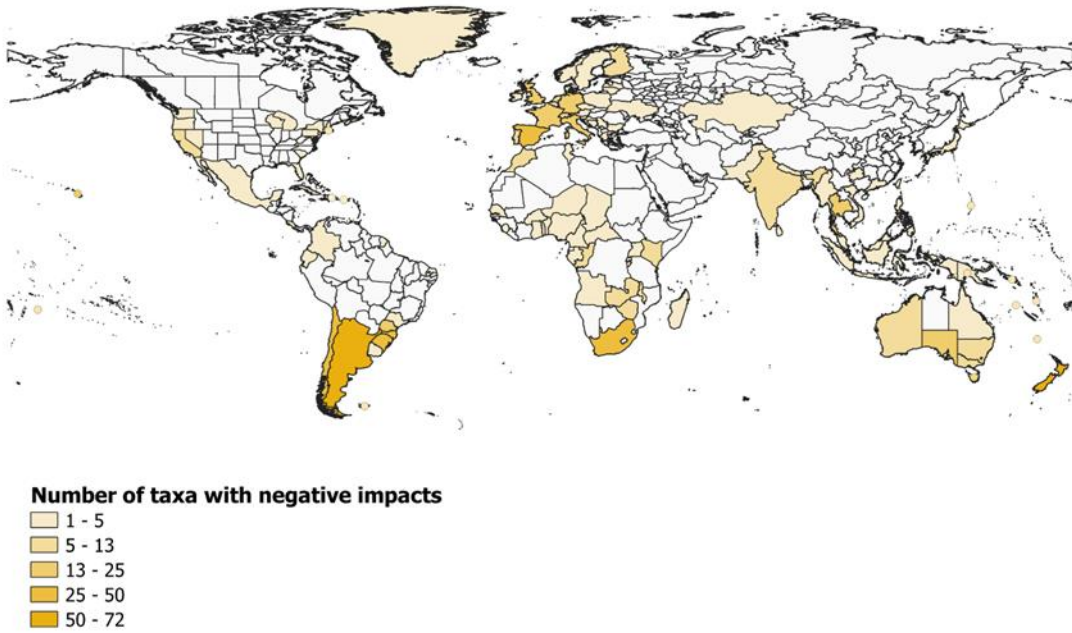 Number of taxa with negative impacts
1 - 5
5 - 13
13 - 25
25 - 50
50 - 72